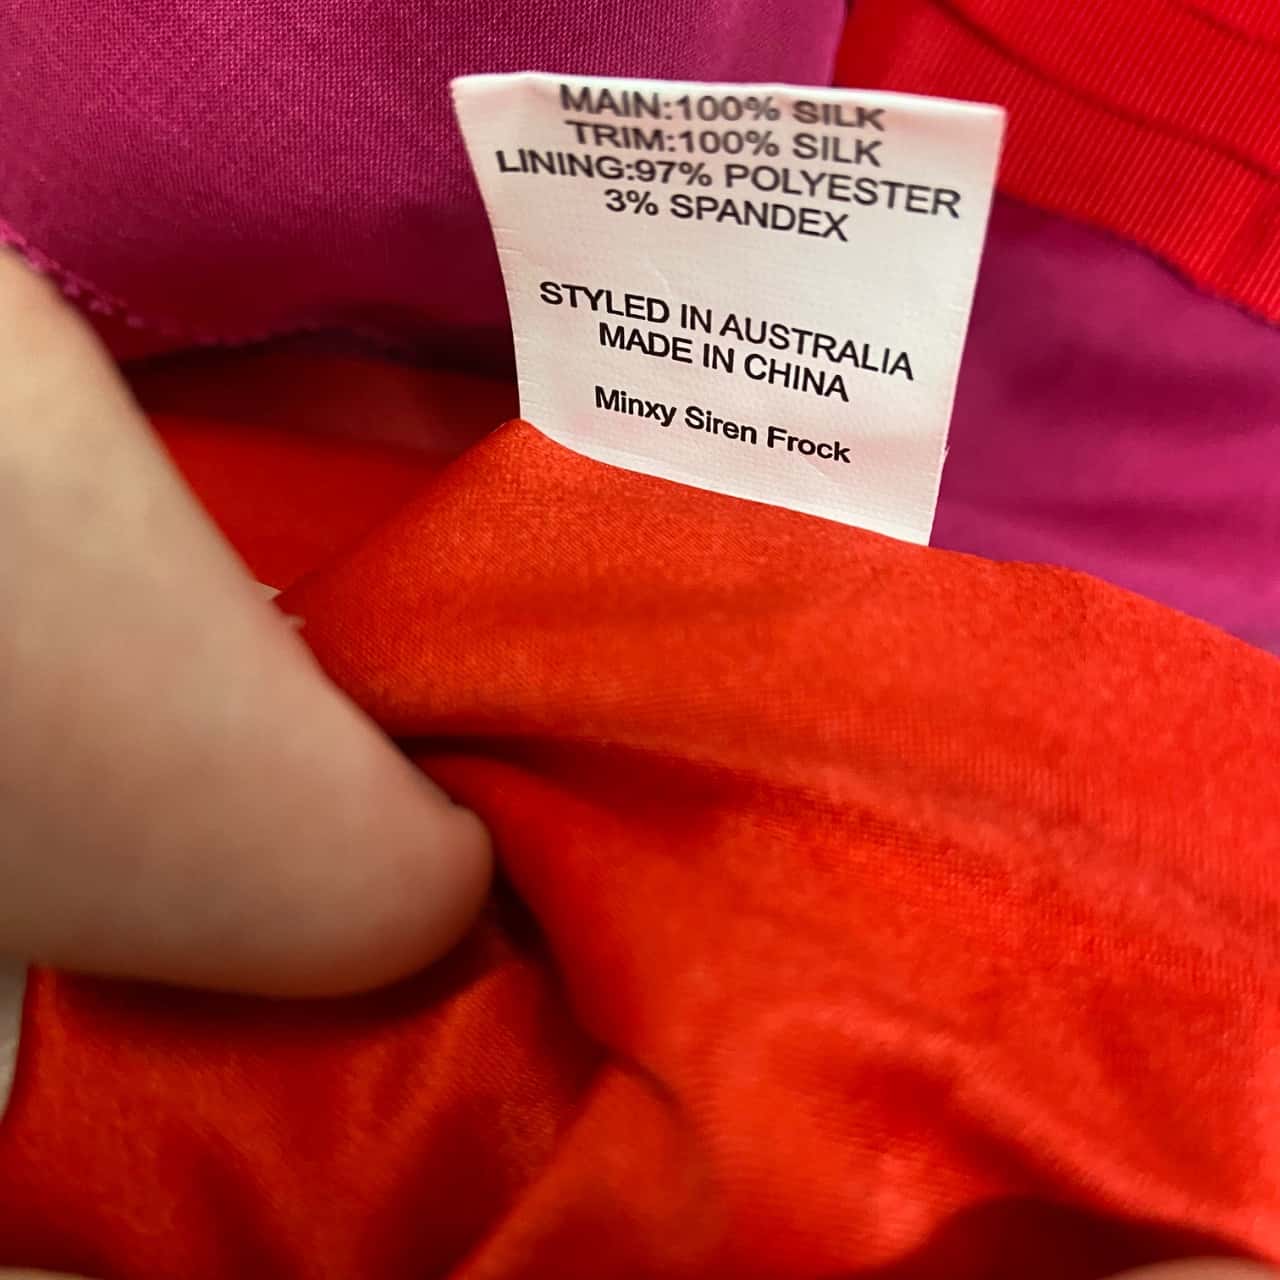 MAIN:100% SILK
TRIM:100% SILK
LINING:97% POLYESTER
3% SPANDEX
STYLED IN AUSTRALIA
MADE IN CHINA
Minxy Siren Frock